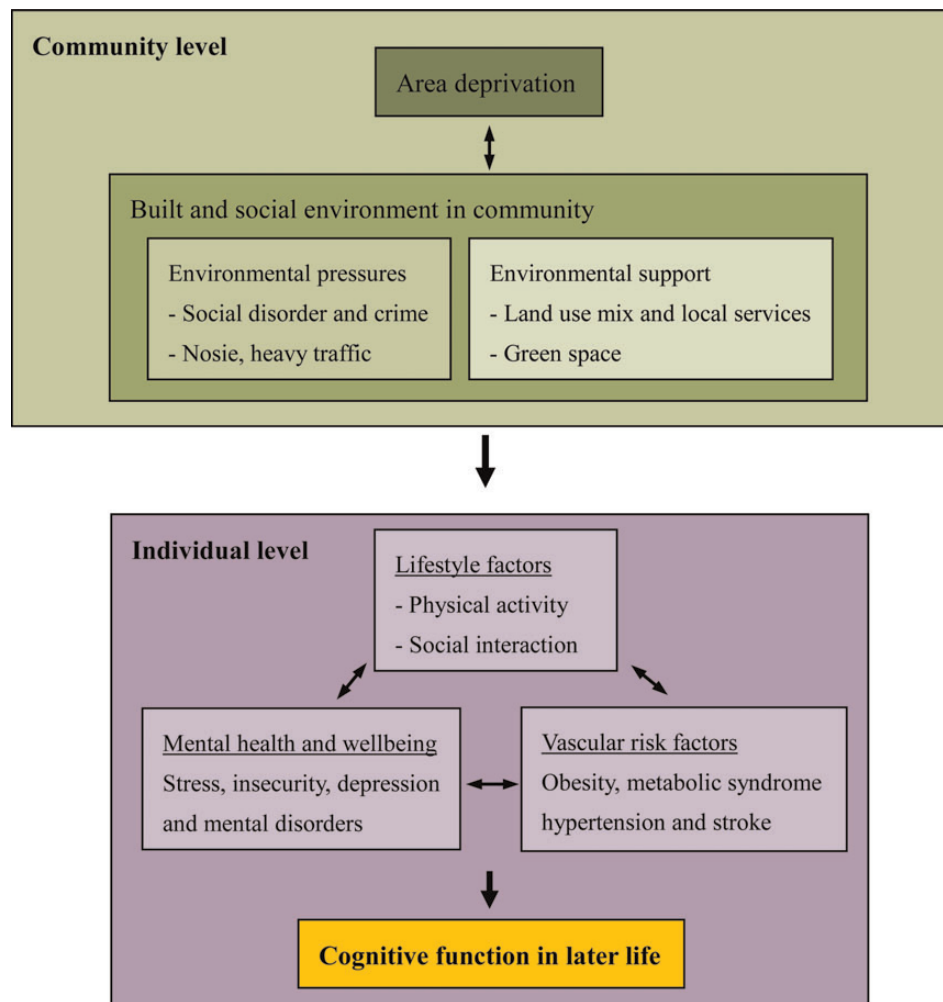 Community level
Area deprivation
Built and social environment in community
Environmental pressures
- Social disorder and crime
- Nosie, heavy traffic
Environmental support
- Land use mix and local services
- Green space
Individual level
Lifestyle factors
- Physical activity
- Social interaction
Mental health and wellbeing
Stress, insecurity, depression
and mental disorders
Vascular risk factors
Obesity, metabolic syndrome
hypertension and stroke
Cognitive function in later life